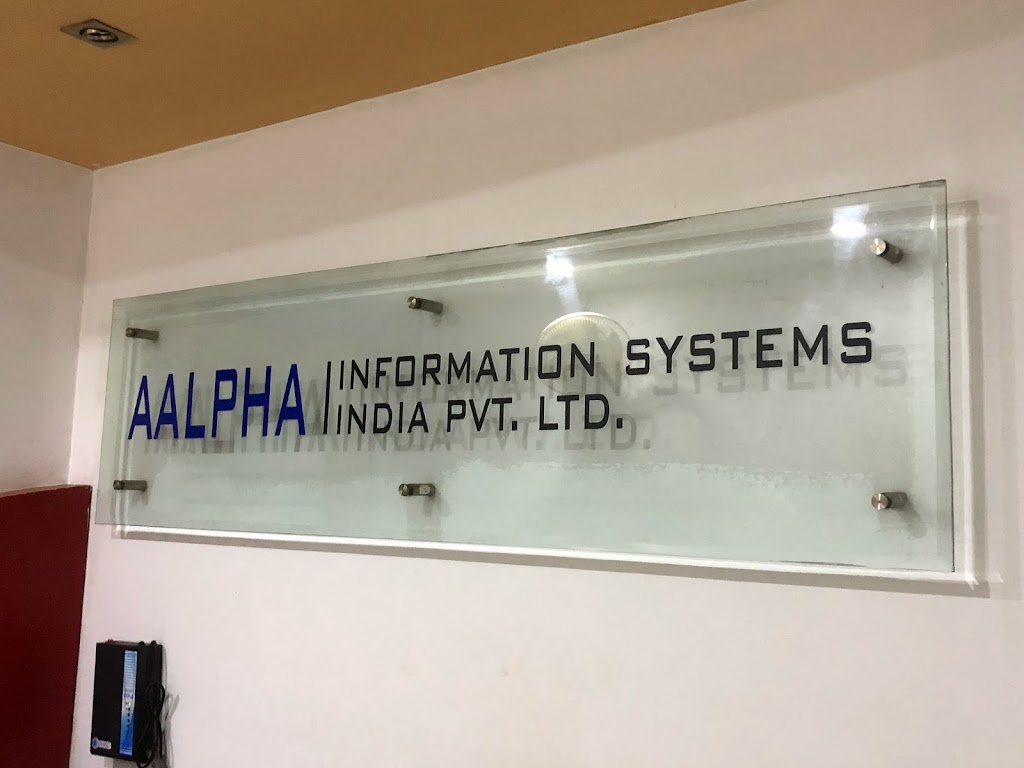 AALPHA
INFORMATION SYSTEMS
INDIA PVT. LTD.